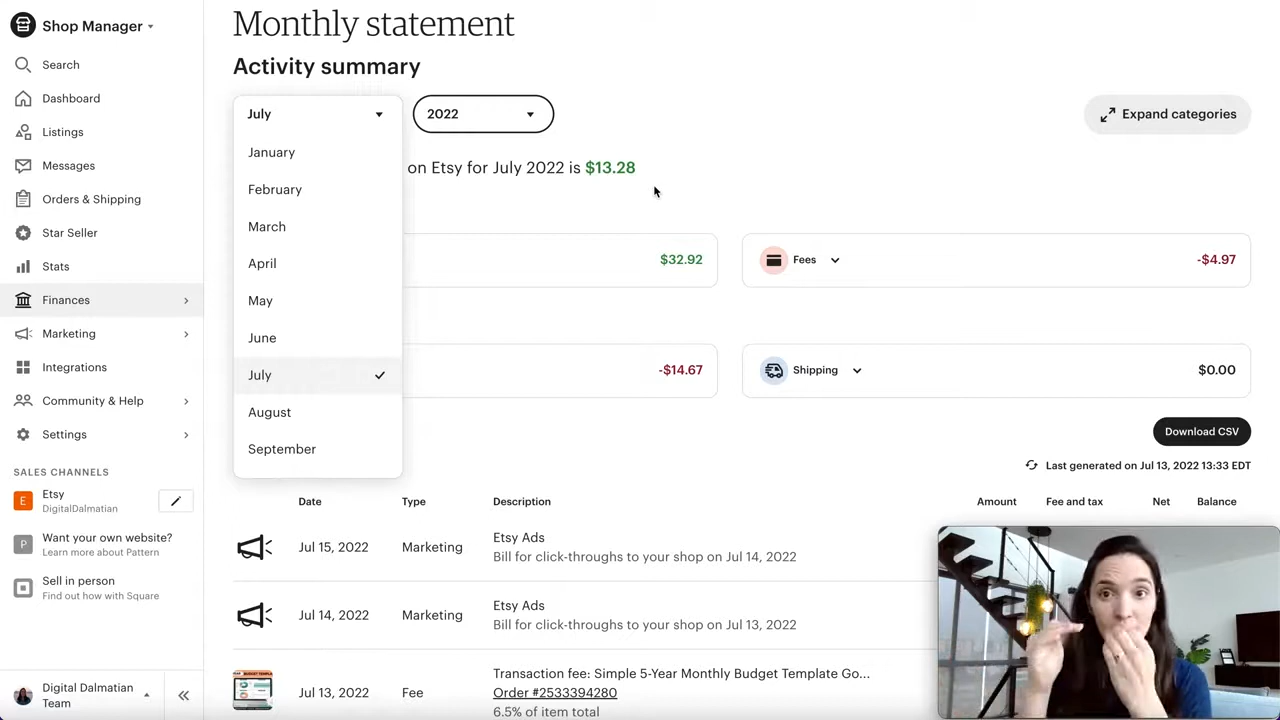 Shop Manager
Search
Dashboard
Listings
Messages
Orders & Shipping
Star Seller
Stats
Finances
Marketing
Integrations
Community & Help
Settings
SALES CHANNELS
E
Etsy
DigitalDalmatian
P
Want your own website?
Learn more about Pattern
Sell in person
Find out how with Square
Digital Dalmatian
Team
Monthly statement
Activity summary
July
2022
Expand categories
January
February
March
April
May
June
July
August
September
on Etsy for July 2022 is $13.28
$32.92
Fees
-$4.97
-$14.67
Shipping
$0.00
Download CSV
Last generated on Jul 13, 2022 13:33 EDT
Date Type Description Amount Fee and tax Net Balance
Jul 15, 2022 Marketing Etsy Ads
Bill for click-throughs to your shop on Jul 14, 2022
Jul 14, 2022 Marketing Etsy Ads
Bill for click-throughs to your shop on Jul 13, 2022
Jul 13, 2022 Fee Transaction fee: Simple 5-Year Monthly Budget Template Go...
Order #2533394280
6.5% of item total